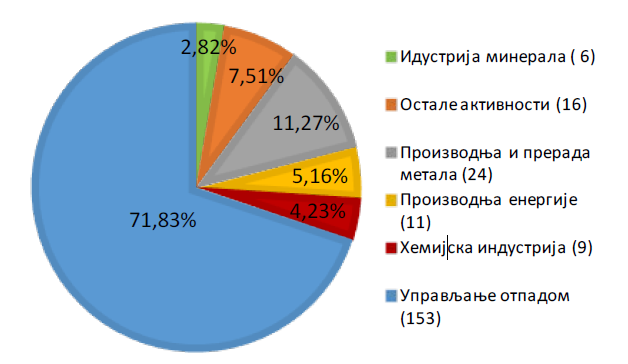 2,82%
7,51%
11,27%
5,16%
4,23%
71,83%
Идустрија минерала ( 6)
Остале активности (16)
Производња и прерада
метала (24)
Производња енергије
(11)
Хемијска индустрија (9)
Управљање отпадом
(153)